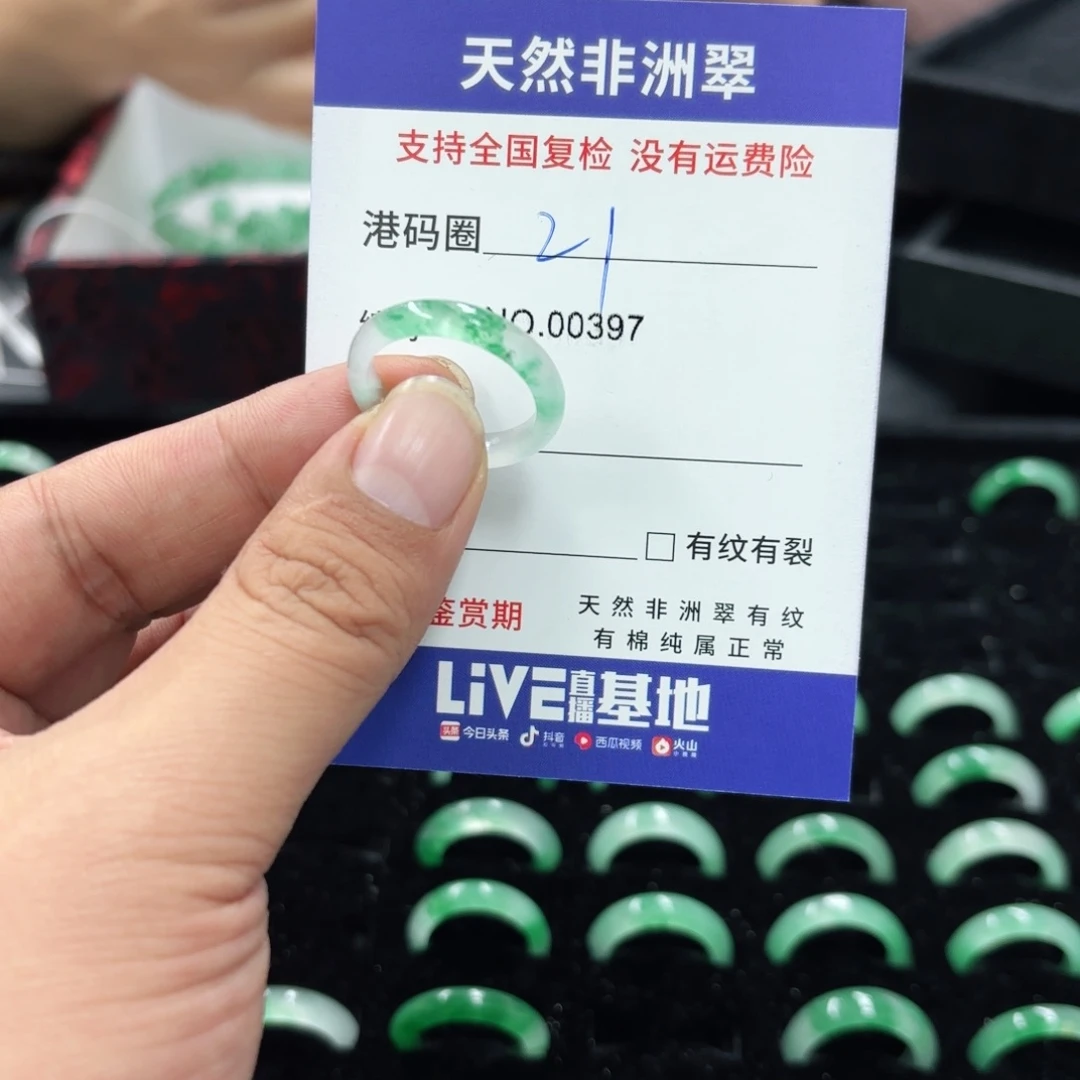 天然非洲翠
支持全国复检 没有运费险
港码圈 21
NO.00397
有纹有裂
鉴赏期
天然非洲翠有纹
有棉纯属正常
LiVE直播基地
头条 今日头条 抖音 西瓜视频 火山